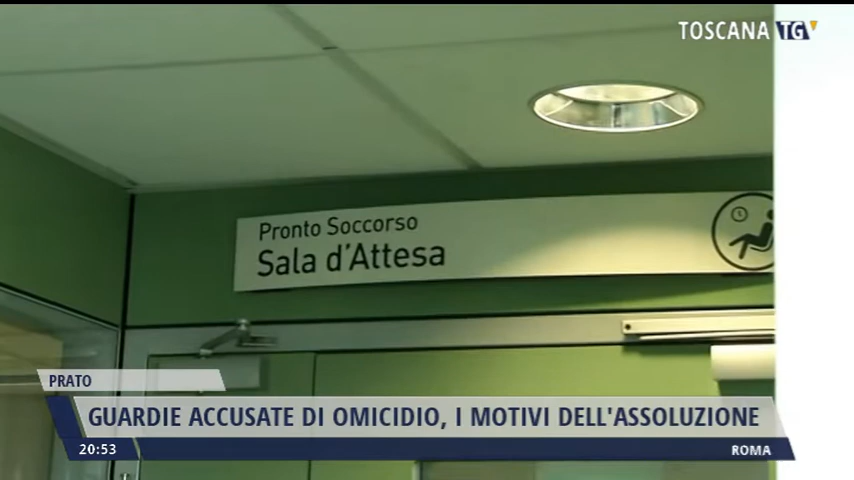 TOSCANA TG
Pronto Soccorso
Sala d'Attesa
PRATO
GUARDIE ACCUSATE DI OMICIDIO, I MOTIVI DELL'ASSOLUZIONE
20:53
ROMA